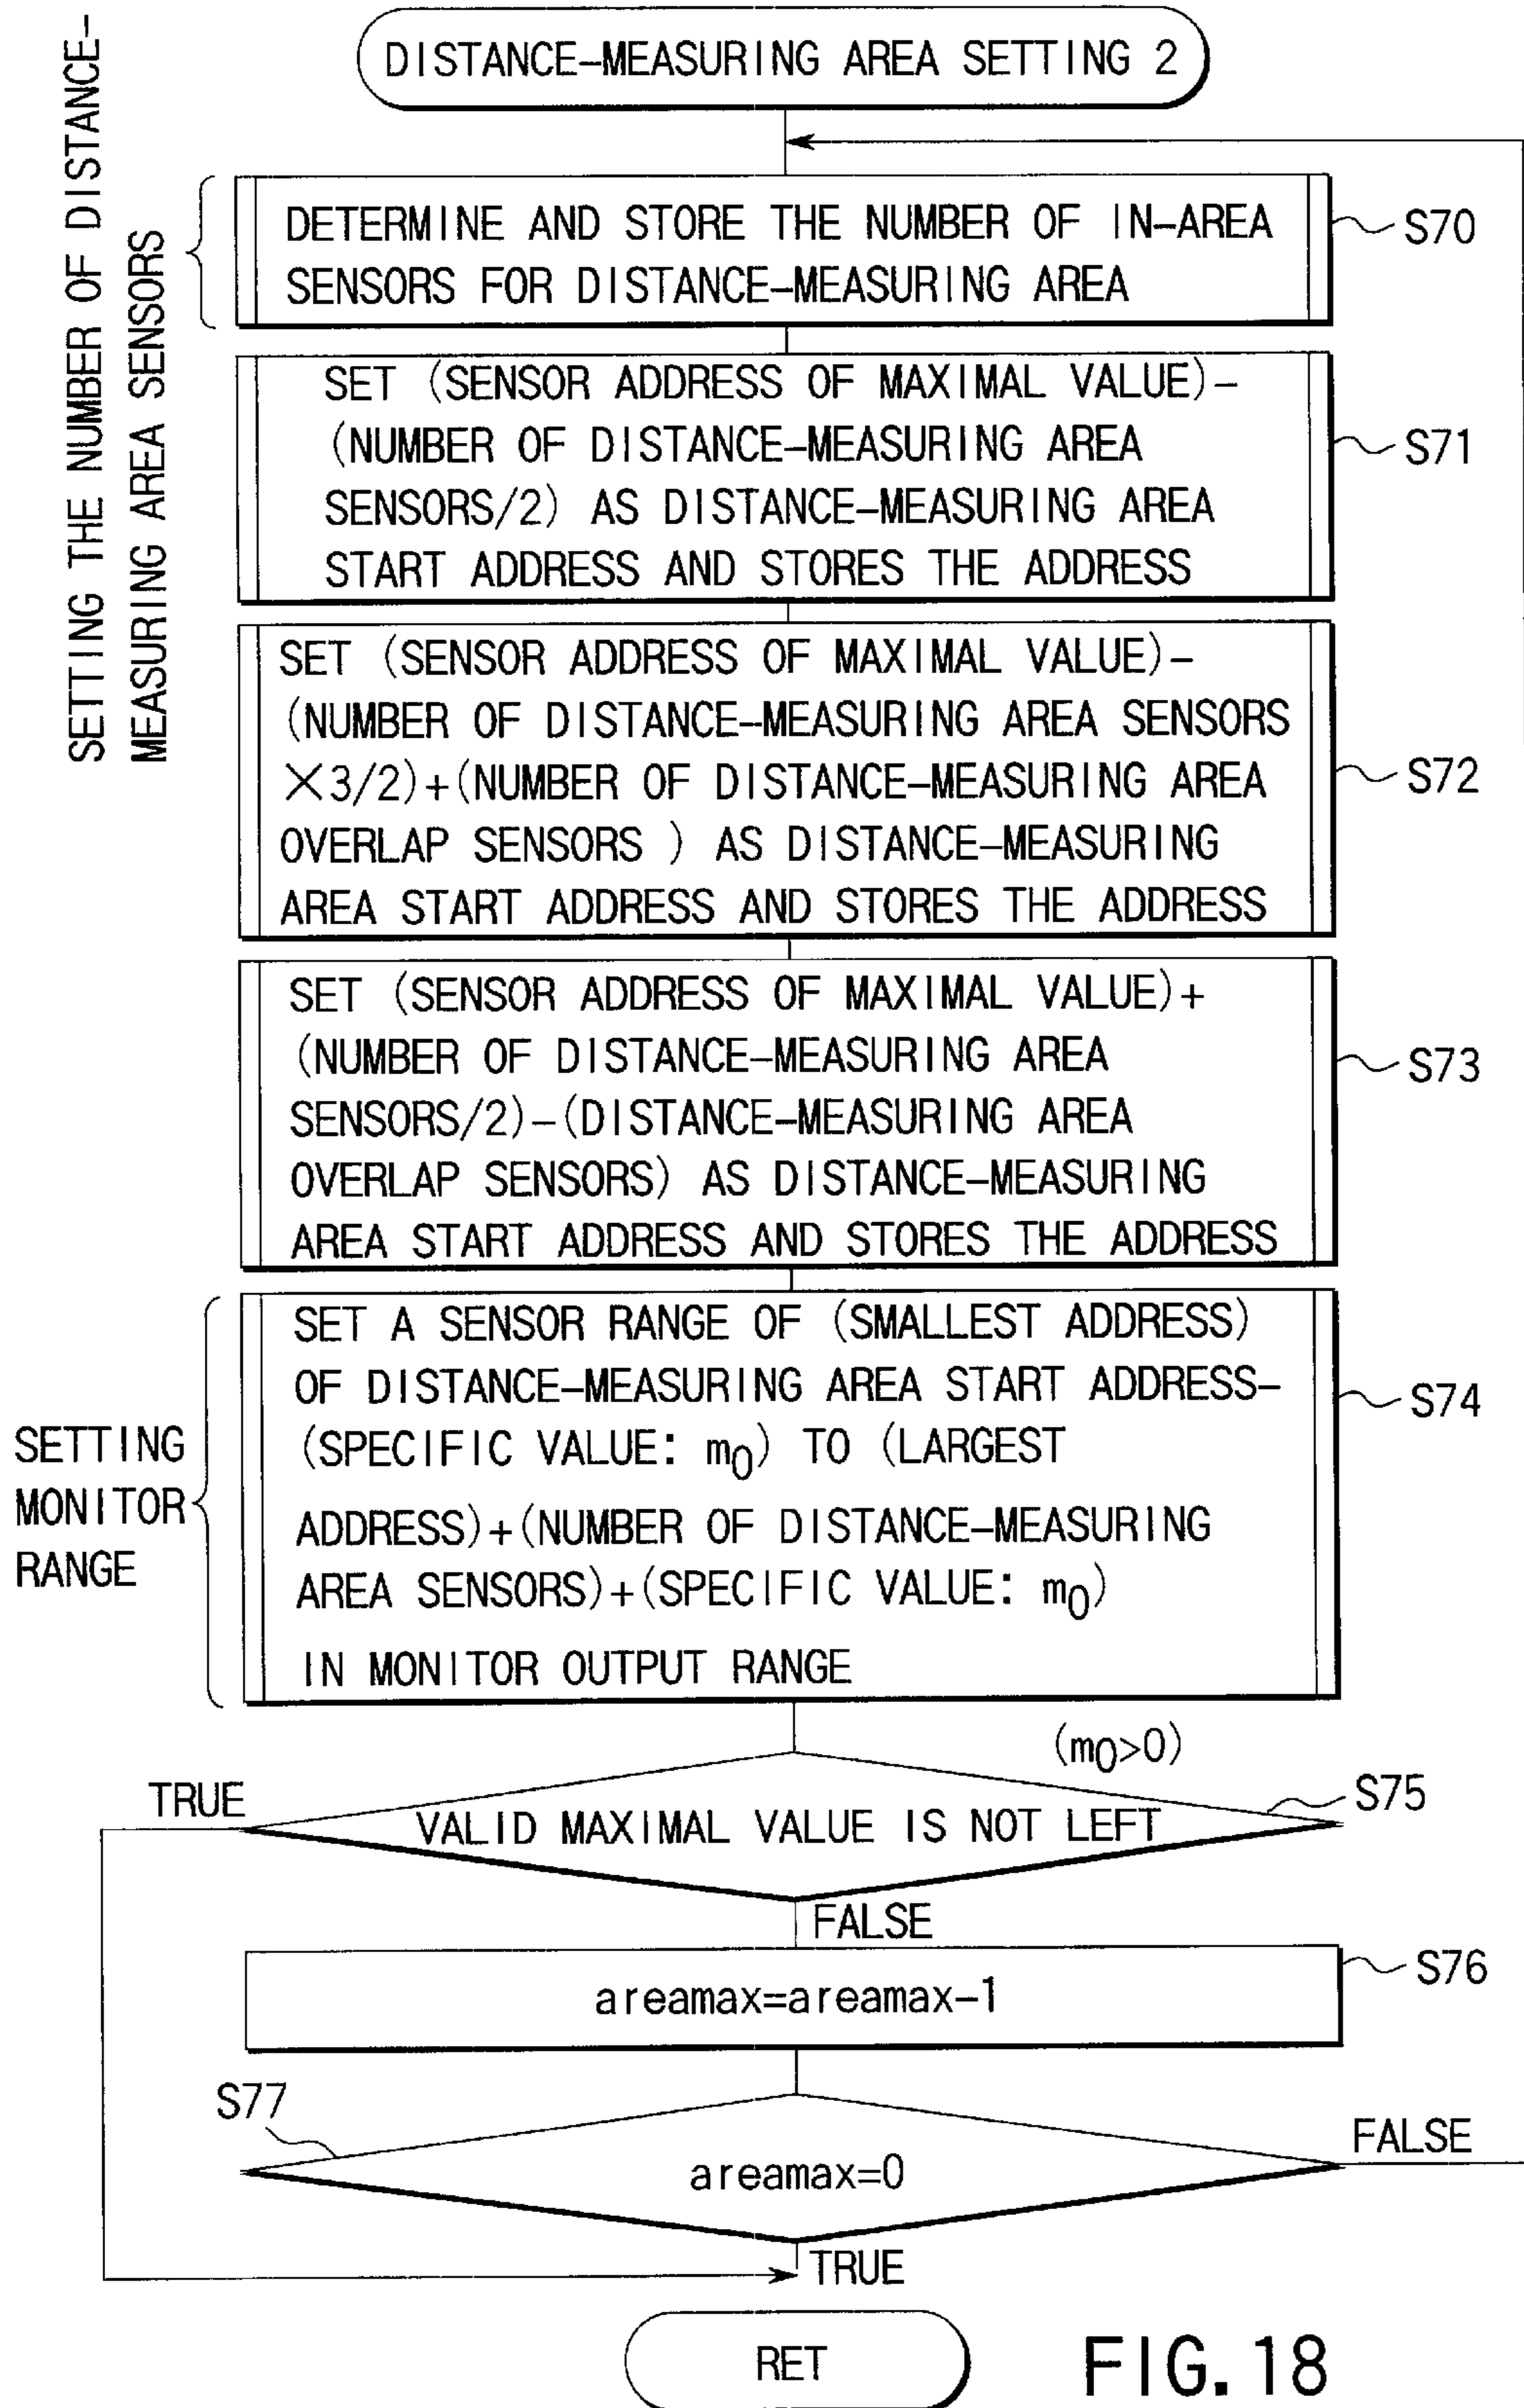 DISTANCE-MEASURING AREA SETTING 2
SETTING THE NUMBER OF DISTANCE-
MEASURING AREA SENSORS
DETERMINE AND STORE THE NUMBER OF IN-AREA
SENSORS FOR DISTANCE-MEASURING AREA
S70
SET (SENSOR ADDRESS OF MAXIMAL VALUE)-
(NUMBER OF DISTANCE-MEASURING AREA
SENSORS/2) AS DISTANCE-MEASURING AREA
START ADDRESS AND STORES THE ADDRESS
S71
SET (SENSOR ADDRESS OF MAXIMAL VALUE)-
(NUMBER OF DISTANCE-MEASURING AREA SENSORS
×3/2)+(NUMBER OF DISTANCE-MEASURING AREA
OVERLAP SENSORS ) AS DISTANCE-MEASURING
AREA START ADDRESS AND STORES THE ADDRESS
S72
SET (SENSOR ADDRESS OF MAXIMAL VALUE)+
(NUMBER OF DISTANCE-MEASURING AREA
SENSORS/2)-(DISTANCE-MEASURING AREA
OVERLAP SENSORS) AS DISTANCE-MEASURING
AREA START ADDRESS AND STORES THE ADDRESS
S73
SETTING
MONITOR
RANGE
SET A SENSOR RANGE OF (SMALLEST ADDRESS)
OF DISTANCE-MEASURING AREA START ADDRESS-
(SPECIFIC VALUE: m0) TO (LARGEST
ADDRESS)+(NUMBER OF DISTANCE-MEASURING
AREA SENSORS)+(SPECIFIC VALUE: m0)
IN MONITOR OUTPUT RANGE
S74
(m0>0)
TRUE
VALID MAXIMAL VALUE IS NOT LEFT
S75
FALSE
areamax=areamax-1
S76
S77
areamax=0
FALSE
TRUE
RET
FIG.18